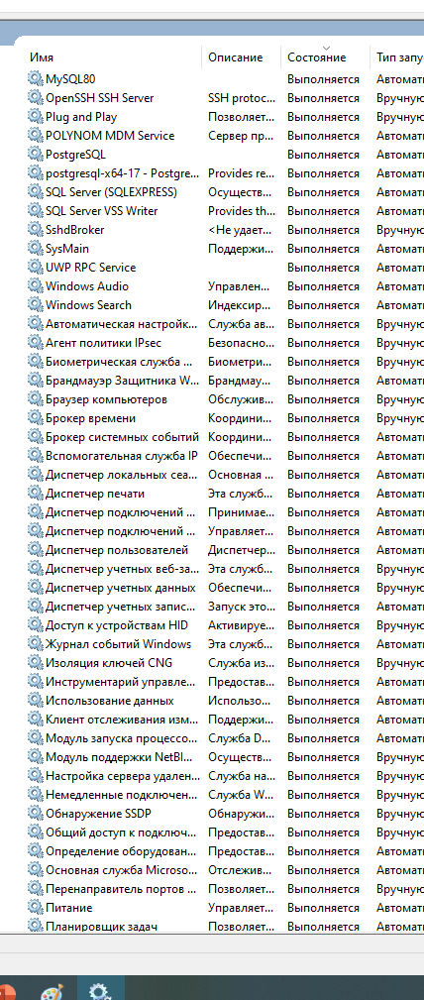 Имя Описание Состояние Тип запу
MySQL80 Выполняется Автомати
OpenSSH SSH Server SSH protoc... Выполняется Вручную
Plug and Play Позволяет... Выполняется Вручную
POLYNOM MDM Service Сервер пр... Выполняется Автомати
PostgreSQL Выполняется Автомати
postgresql-x64-17 - Postgre... Provides re... Выполняется Автомати
SQL Server (SQLEXPRESS) Осуществ... Выполняется Автомати
SQL Server VSS Writer Provides th... Выполняется Автомати
SshdBroker <Не удает... Выполняется Вручную
SysMain Поддержи... Выполняется Автомати
UWP RPC Service Выполняется Автомати
Windows Audio Управлен... Выполняется Автомати
Windows Search Индексир... Выполняется Автомати
Автоматическая настройк... Служба ав... Выполняется Вручную
Агент политики IPsec Безопасно... Выполняется Вручную
Биометрическая служба ... Биометри... Выполняется Вручную
Брандмауэр Защитника W... Брандмау... Выполняется Автомати
Браузер компьютеров Обслужив... Выполняется Вручную
Брокер времени Координи... Выполняется Вручную
Брокер системных событий Координи... Выполняется Автомати
Вспомогательная служба IP Обеспечи... Выполняется Автомати
Диспетчер локальных сеа... Основная ... Выполняется Автомати
Диспетчер печати Эта служб... Выполняется Автомати
Диспетчер подключений ... Принимае... Выполняется Автомати
Диспетчер подключений ... Управляет... Выполняется Автомати
Диспетчер пользователей Диспетчер... Выполняется Автомати
Диспетчер учетных веб-за... Эта служб... Выполняется Вручную
Диспетчер учетных данных Обеспечи... Выполняется Вручную
Диспетчер учетных запис... Запуск это... Выполняется Автомати
Доступ к устройствам HID Активируе... Выполняется Вручную
Журнал событий Windows Эта служб... Выполняется Автомати
Изоляция ключей CNG Служба из... Выполняется Вручную
Инструментарий управле... Предостав... Выполняется Автомати
Использование данных Использо... Выполняется Автомати
Клиент отслеживания изм... Поддержи... Выполняется Автомати
Модуль запуска процессо... Служба D... Выполняется Автомати
Модуль поддержки NetBI... Осуществ... Выполняется Вручную
Настройка сервера удален... Служба на... Выполняется Вручную
Немедленные подключен... Служба W... Выполняется Вручную
Обнаружение SSDP Обнаружи... Выполняется Вручную
Общий доступ к подключ... Предостав... Выполняется Вручную
Определение оборудован... Предостав... Выполняется Автомати
Основная служба Microso... Отслежив... Выполняется Автомати
Перенаправитель портов ... Позволяет... Выполняется Вручную
Питание Управляет... Выполняется Автомати
Планировщик задач Позволяет... Выполняется Автомати